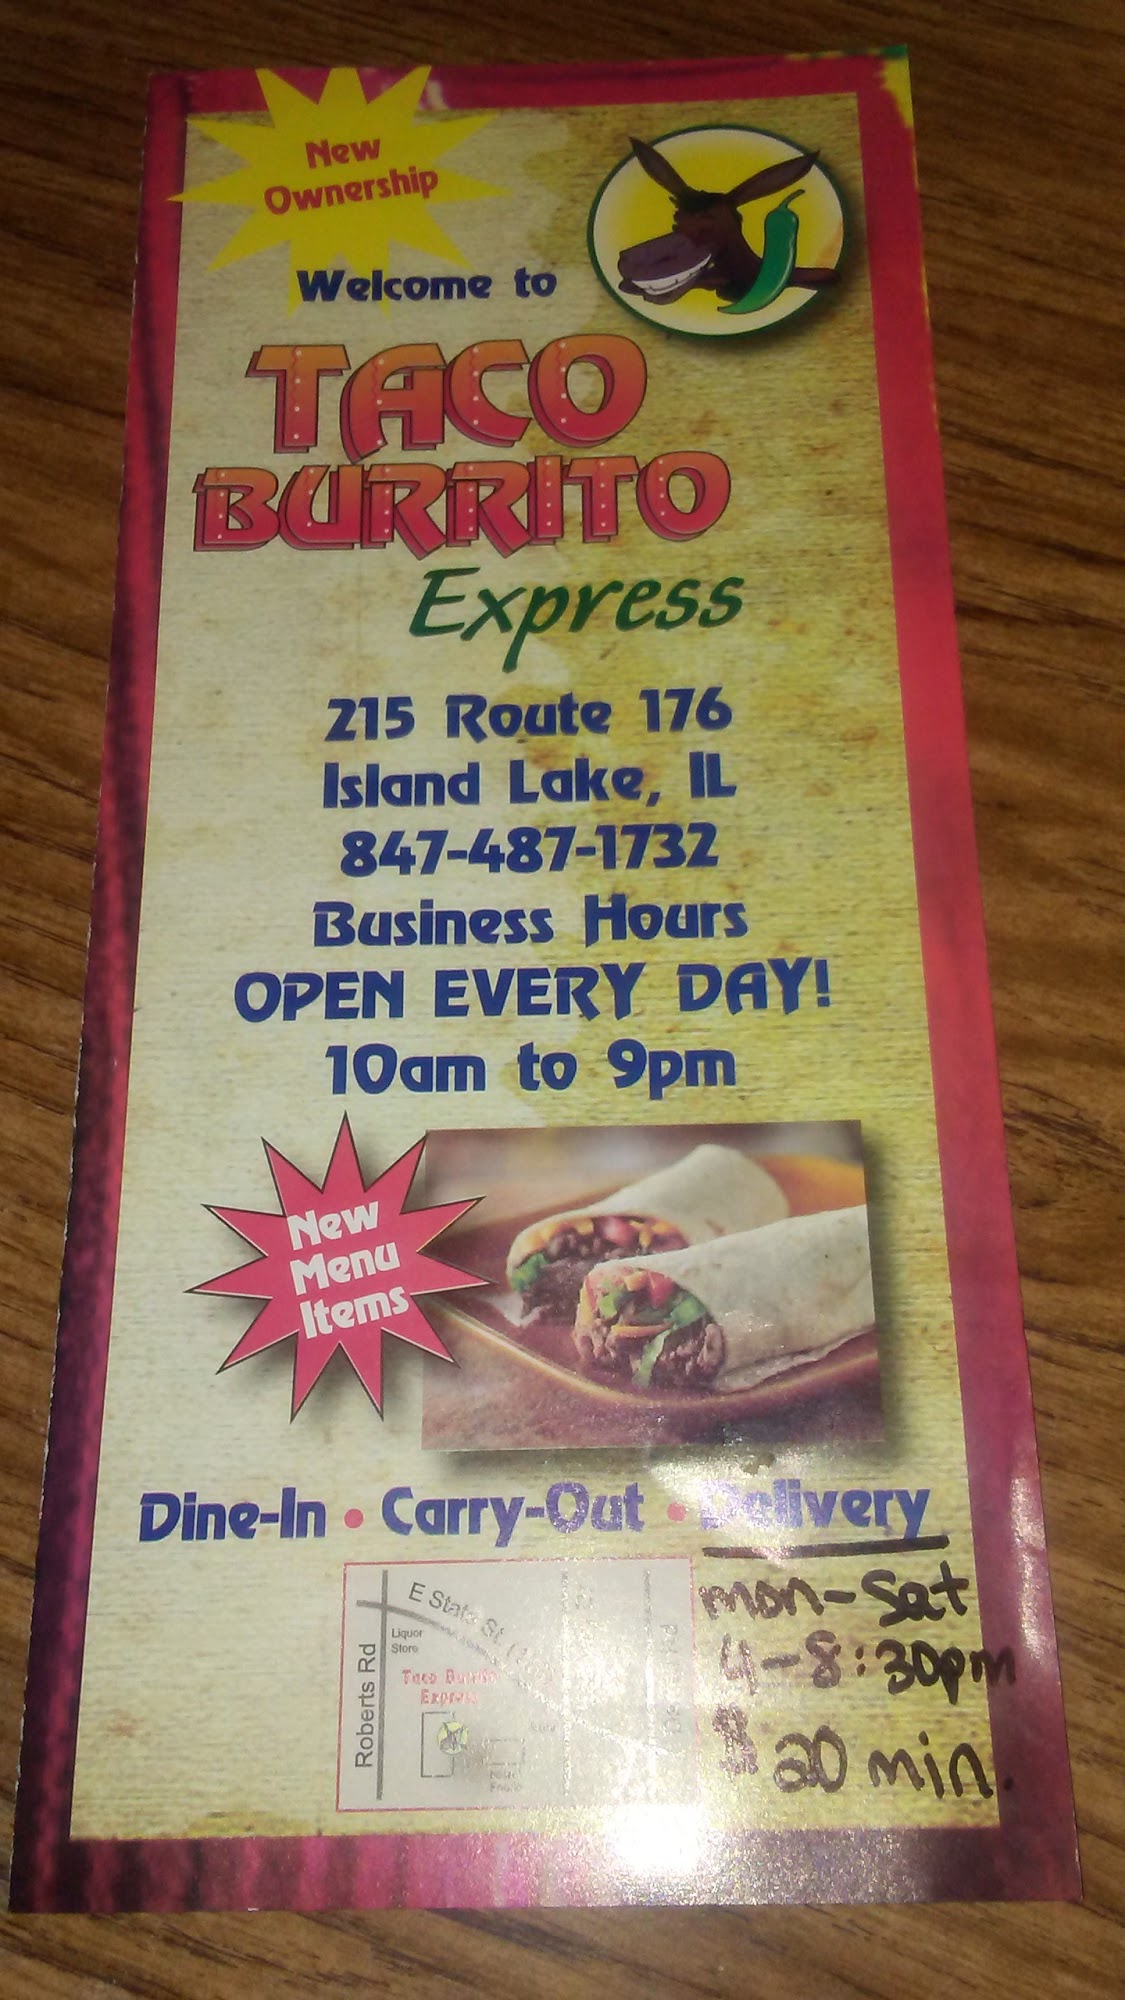 New
Ownership
Welcome to
TACO
BURRITO
Express
215 Route 176
Island Lake, IL
847-487-1732
Business Hours
OPEN EVERY DAY!
10am to 9pm
New
Menu
Items
Dine-In • Carry-Out • Delivery
mon-Sat
4-8:30pm
$20 min.
E State St.
Liquor
Store
Roberts Rd
Taco Burrito
Express
Rd